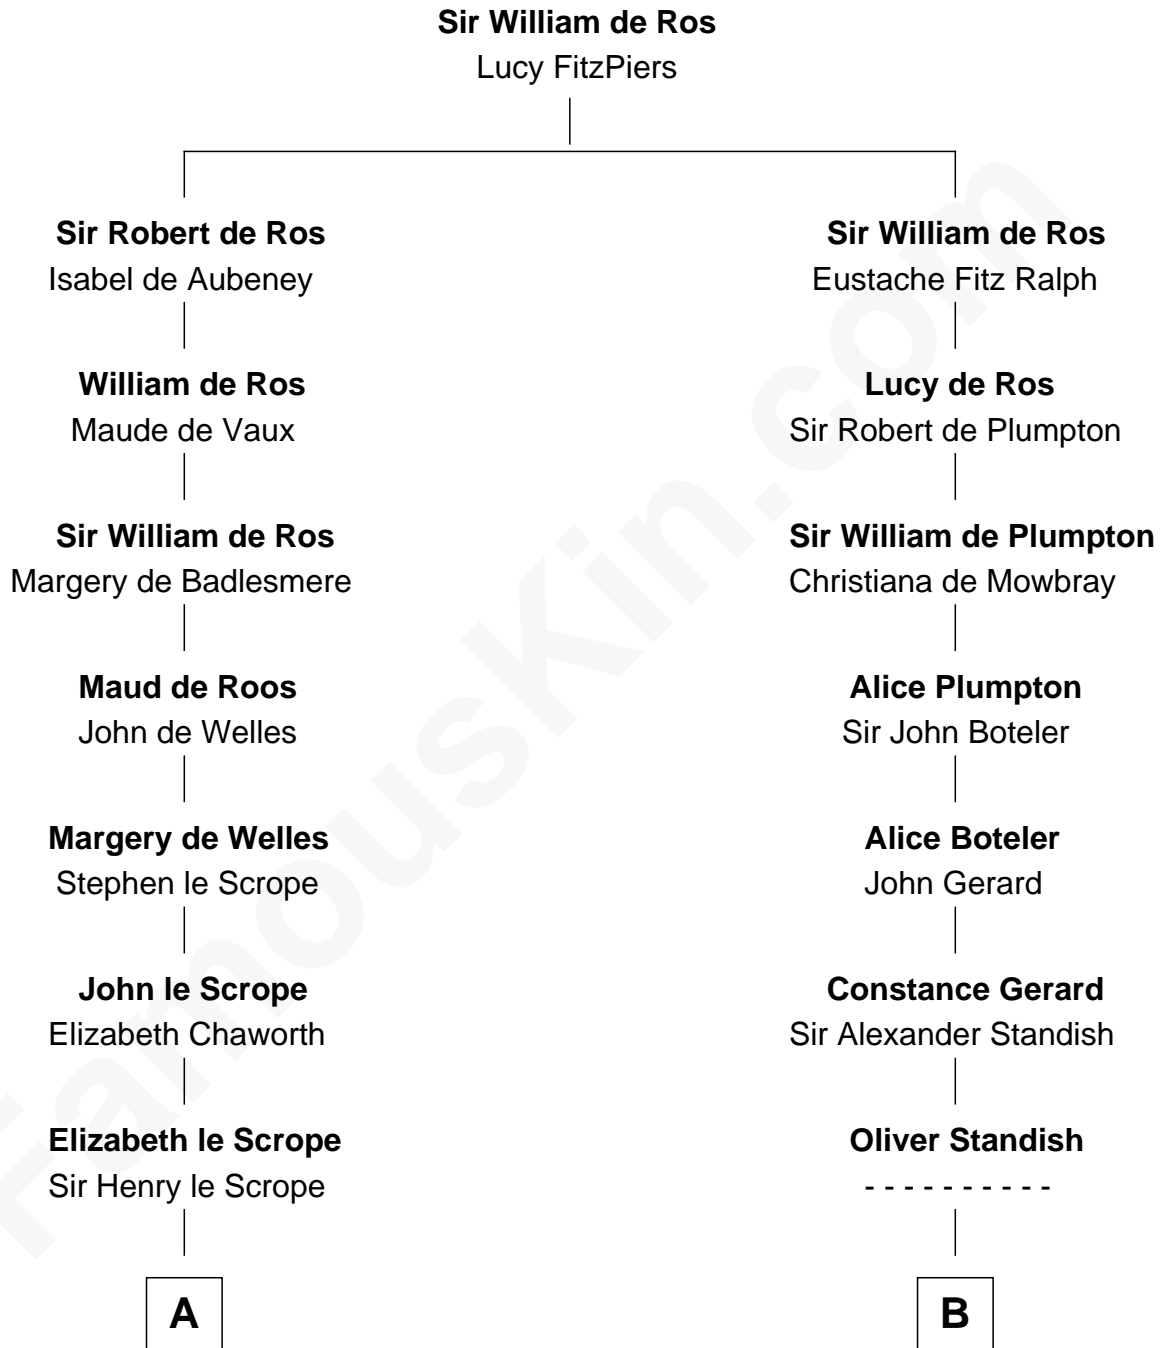 Sir William de Ros
Lucy FitzPiers
Sir Robert de Ros
Isabel de Aubeney
Sir William de Ros
Eustache Fitz Ralph
William de Ros
Maude de Vaux
Lucy de Ros
Sir Robert de Plumpton
Sir William de Ros
Margery de Badlesmere
Sir William de Plumpton
Christiana de Mowbray
Maud de Roos
John de Welles
Alice Plumpton
Sir John Boteler
Margery de Welles
Stephen le Scrope
Alice Boteler
John Gerard
John le Scrope
Elizabeth Chaworth
Constance Gerard
Sir Alexander Standish
Elizabeth le Scrope
Sir Henry le Scrope
Oliver Standish
- - - - - - - - - -
A
B
FamousKin.com